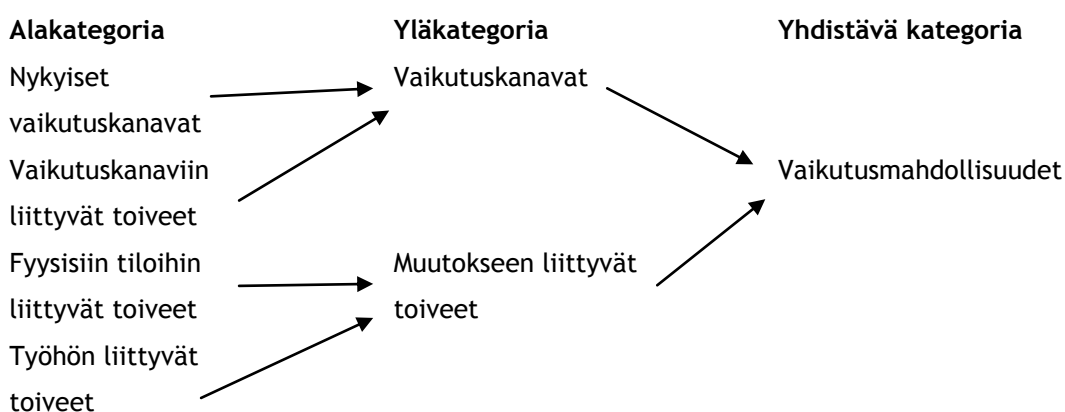 Alakategoria Yläkategoria Yhdistävä kategoria
Nykyiset Vaikutuskanavat
vaikutuskanavat
Vaikutuskanaviin Vaikutusmahdollisuudet
liittyvät toiveet
Fyysisiin tiloihin Muutokseen liittyvät
liittyvät toiveet toiveet
Työhön liittyvät
toiveet